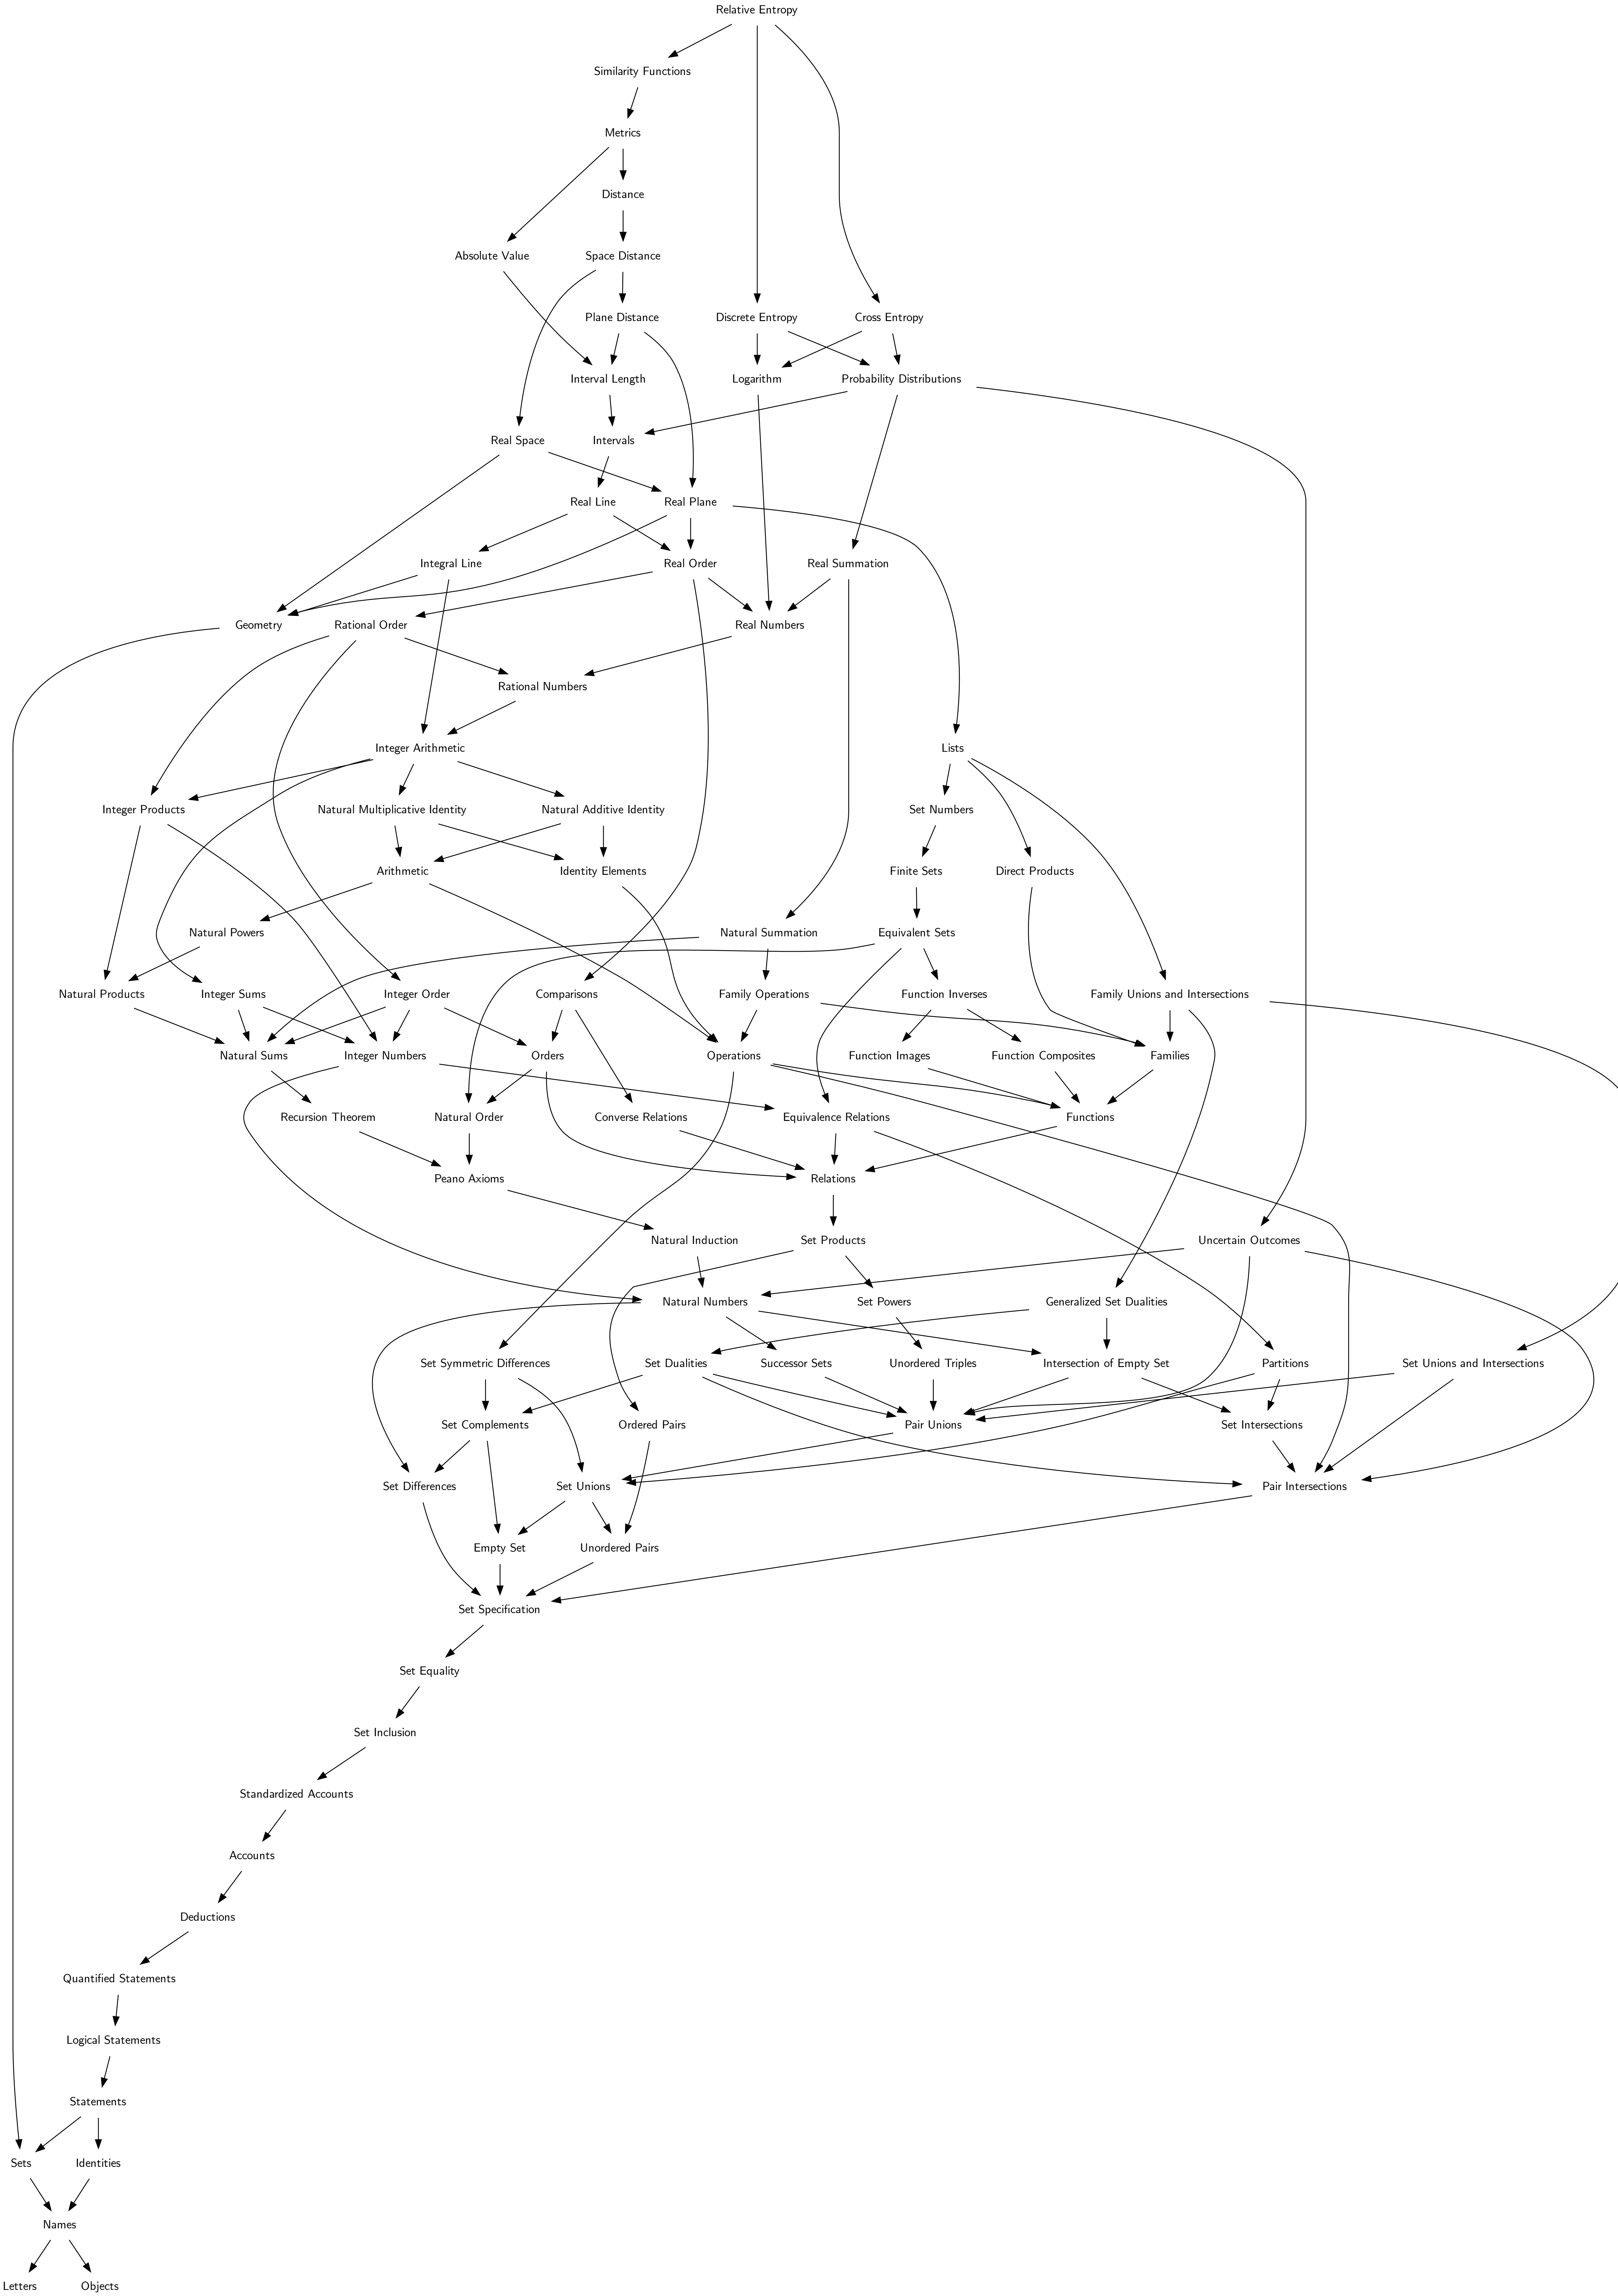 Relative Entropy
Similarity Functions
Metrics
Distance
Absolute Value
Space Distance
Plane Distance
Discrete Entropy
Cross Entropy
Interval Length
Logarithm
Probability Distributions
Real Space
Intervals
Real Line
Real Plane
Integral Line
Real Order
Real Summation
Geometry
Rational Order
Real Numbers
Rational Numbers
Integer Arithmetic
Lists
Integer Products
Natural Multiplicative Identity
Natural Additive Identity
Set Numbers
Arithmetic
Identity Elements
Finite Sets
Direct Products
Natural Powers
Natural Summation
Equivalent Sets
Natural Products
Integer Sums
Integer Order
Comparisons
Family Operations
Function Inverses
Family Unions and Intersections
Natural Sums
Integer Numbers
Orders
Operations
Function Images
Function Composites
Families
Recursion Theorem
Natural Order
Converse Relations
Equivalence Relations
Functions
Peano Axioms
Relations
Natural Induction
Set Products
Uncertain Outcomes
Natural Numbers
Set Powers
Generalized Set Dualities
Set Symmetric Differences
Set Dualities
Successor Sets
Unordered Triples
Intersection of Empty Set
Partitions
Set Unions and Intersections
Set Complements
Ordered Pairs
Pair Unions
Set Intersections
Set Differences
Set Unions
Pair Intersections
Empty Set
Unordered Pairs
Set Specification
Set Equality
Set Inclusion
Standardized Accounts
Accounts
Deductions
Quantified Statements
Logical Statements
Statements
Sets
Identities
Names
Letters
Objects